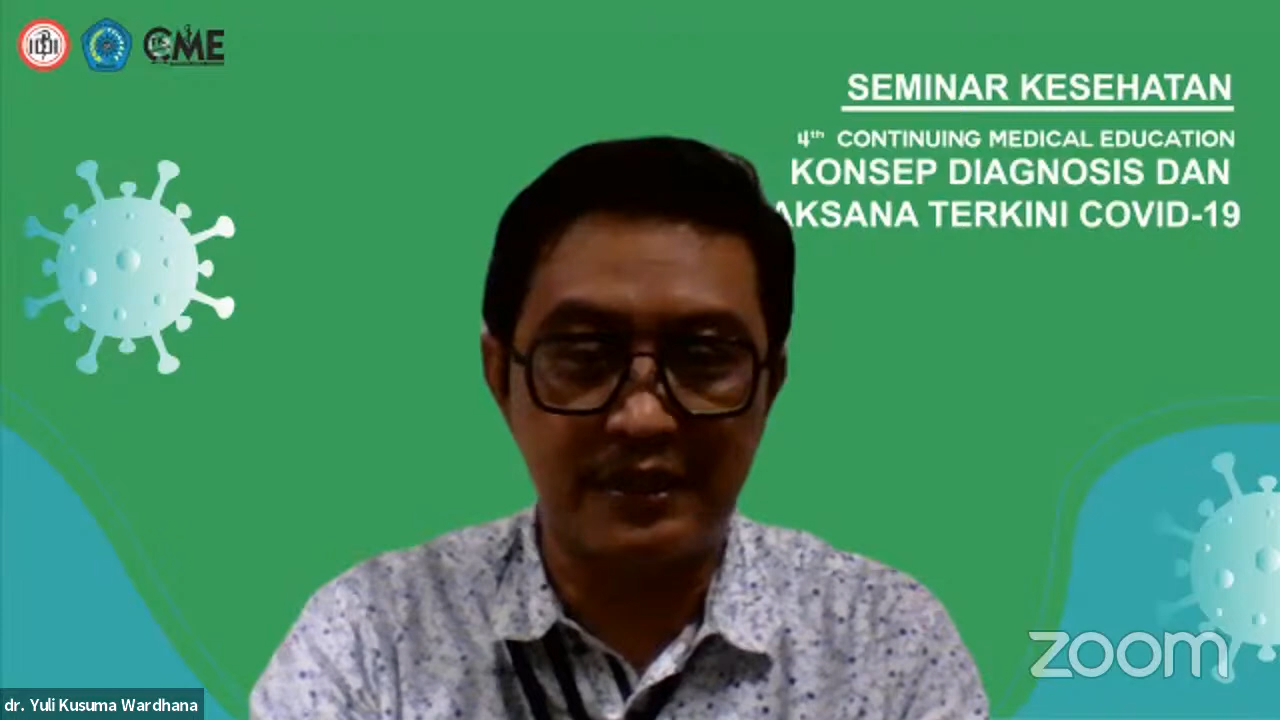 CME
SEMINAR KESEHATAN
4th CONTINUING MEDICAL EDUCATION
KONSEP DIAGNOSIS DAN
AKSANA TERKINI COVID-19
zoom
dr. Yuli Kusuma Wardhana